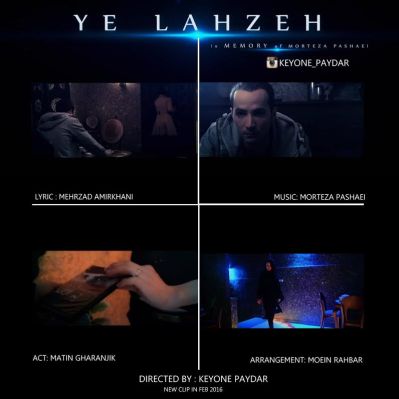 YE LAHZEH
In MEMORY of MORTEZA PASHAEI
KEYONE_PAYDAR
LYRIC : MEHRZAD AMIRKHANI
MUSIC: MORTEZA PASHAEI
ACT: MATIN GHARANJIK
ARRANGEMENT: MOEIN RAHBAR
DIRECTED BY : KEYONE PAYDAR
NEW CLIP IN FEB 2016